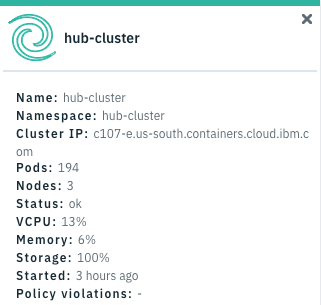 hub-cluster
Name: hub-cluster
Namespace: hub-cluster
Cluster IP: c107-e.us-south.containers.cloud.ibm.c
om
Pods: 194
Nodes: 3
Status: ok
VCPU: 13%
Memory: 6%
Storage: 100%
Started: 3 hours ago
Policy violations: -